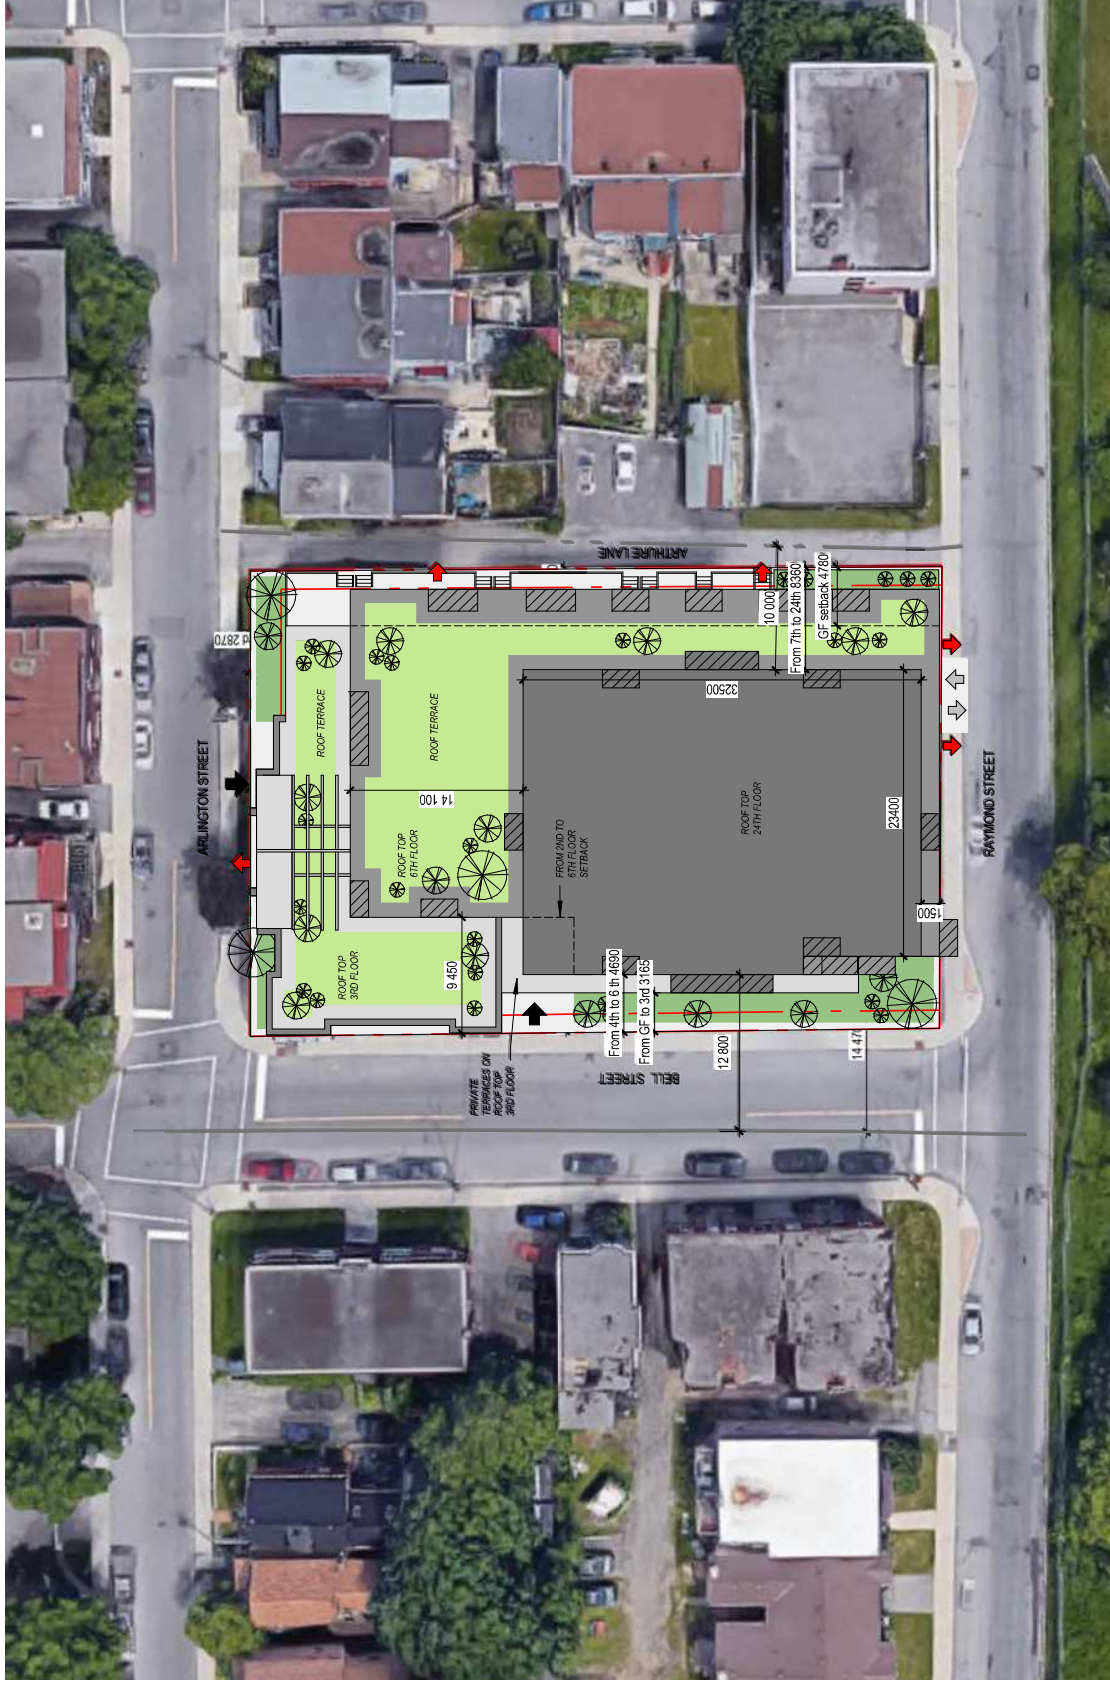 ARTHURE LANE
10 000
From 7th to 24th 8360
GF setback 4780
d 2870
ROOF TERRACE
ROOF TERRACE
32500
ARLINGTON STREET
14 100
ROOF TOP
6TH FLOOR
FROM 2ND TO
6TH FLOOR
SETBACK
ROOF TOP
24TH FLOOR
23400
RAYMOND STREET
1500
ROOF TOP
3RD FLOOR
9 450
From 4th to 6 th 4690
From GF to 3rd 3165
12 800
14 47
PRIVATE
TERRACES ON
ROOF TOP
3RD FLOOR
BELL STREET